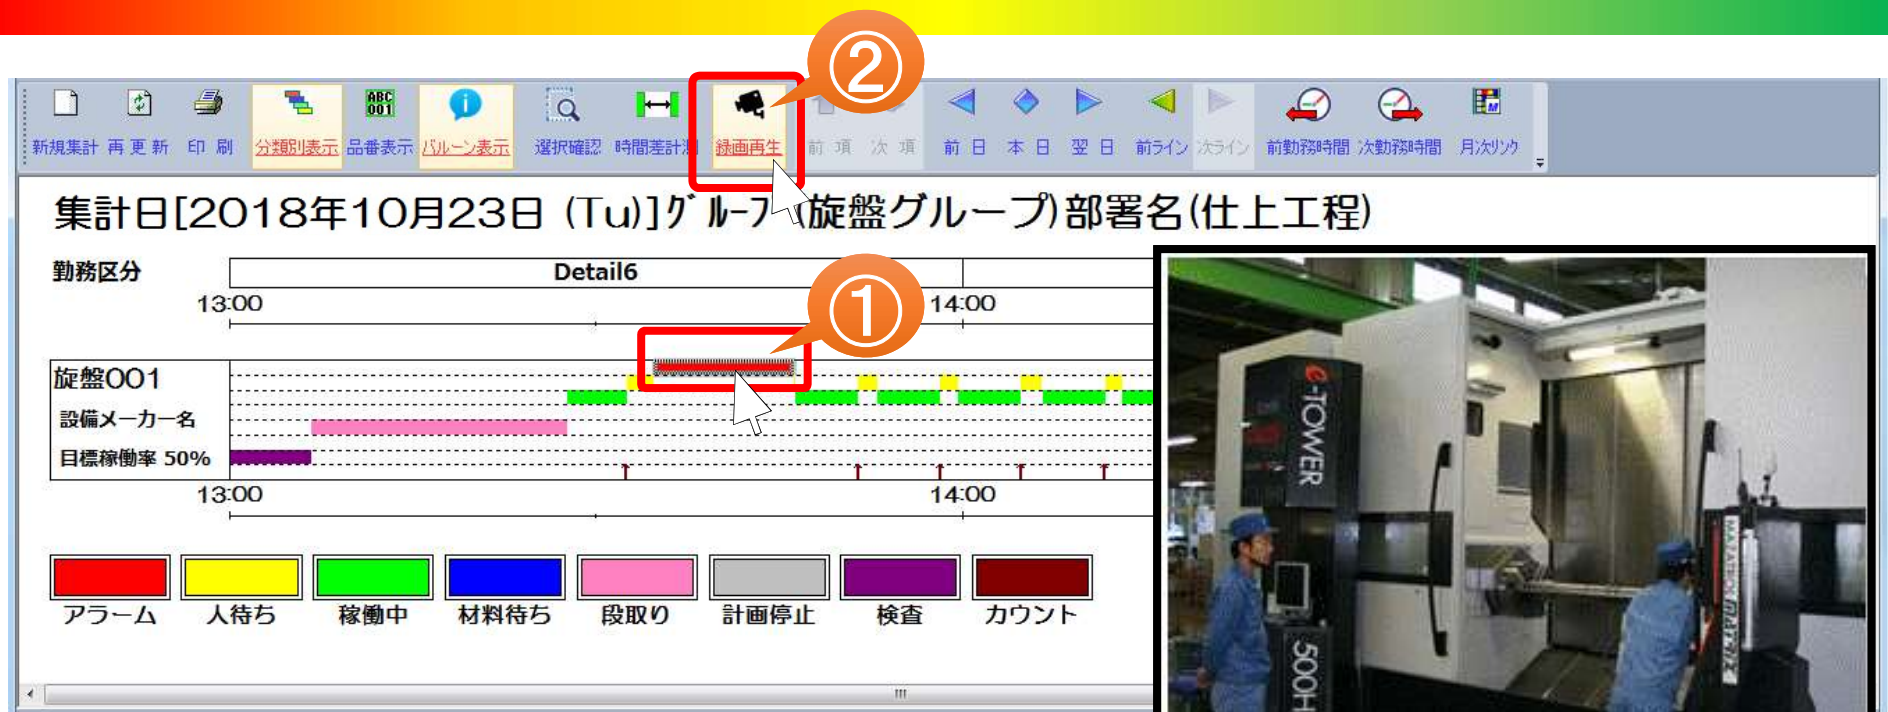 ②
ABC
001
i
M
新規集計 再 更 新 印 刷 分類別表示 品番表示 バルーン表示 選択確認 時間差計測 録画再生 前 項 次 項 前 日 本 日 翌 日 前ライン 次ライン 前勤務時間 次勤務時間 月次リンク
集計日[2018年10月23日 (Tu)]グループ(旋盤グループ)部署名(仕上工程)
勤務区分 Detail6
①
13:00 14:00
旋盤001
設備メーカー名
目標稼働率 50%
13:00 14:00
アラーム 人待ち 稼働中 材料待ち 段取り 計画停止 検査 カウント
e-TOWER
500H